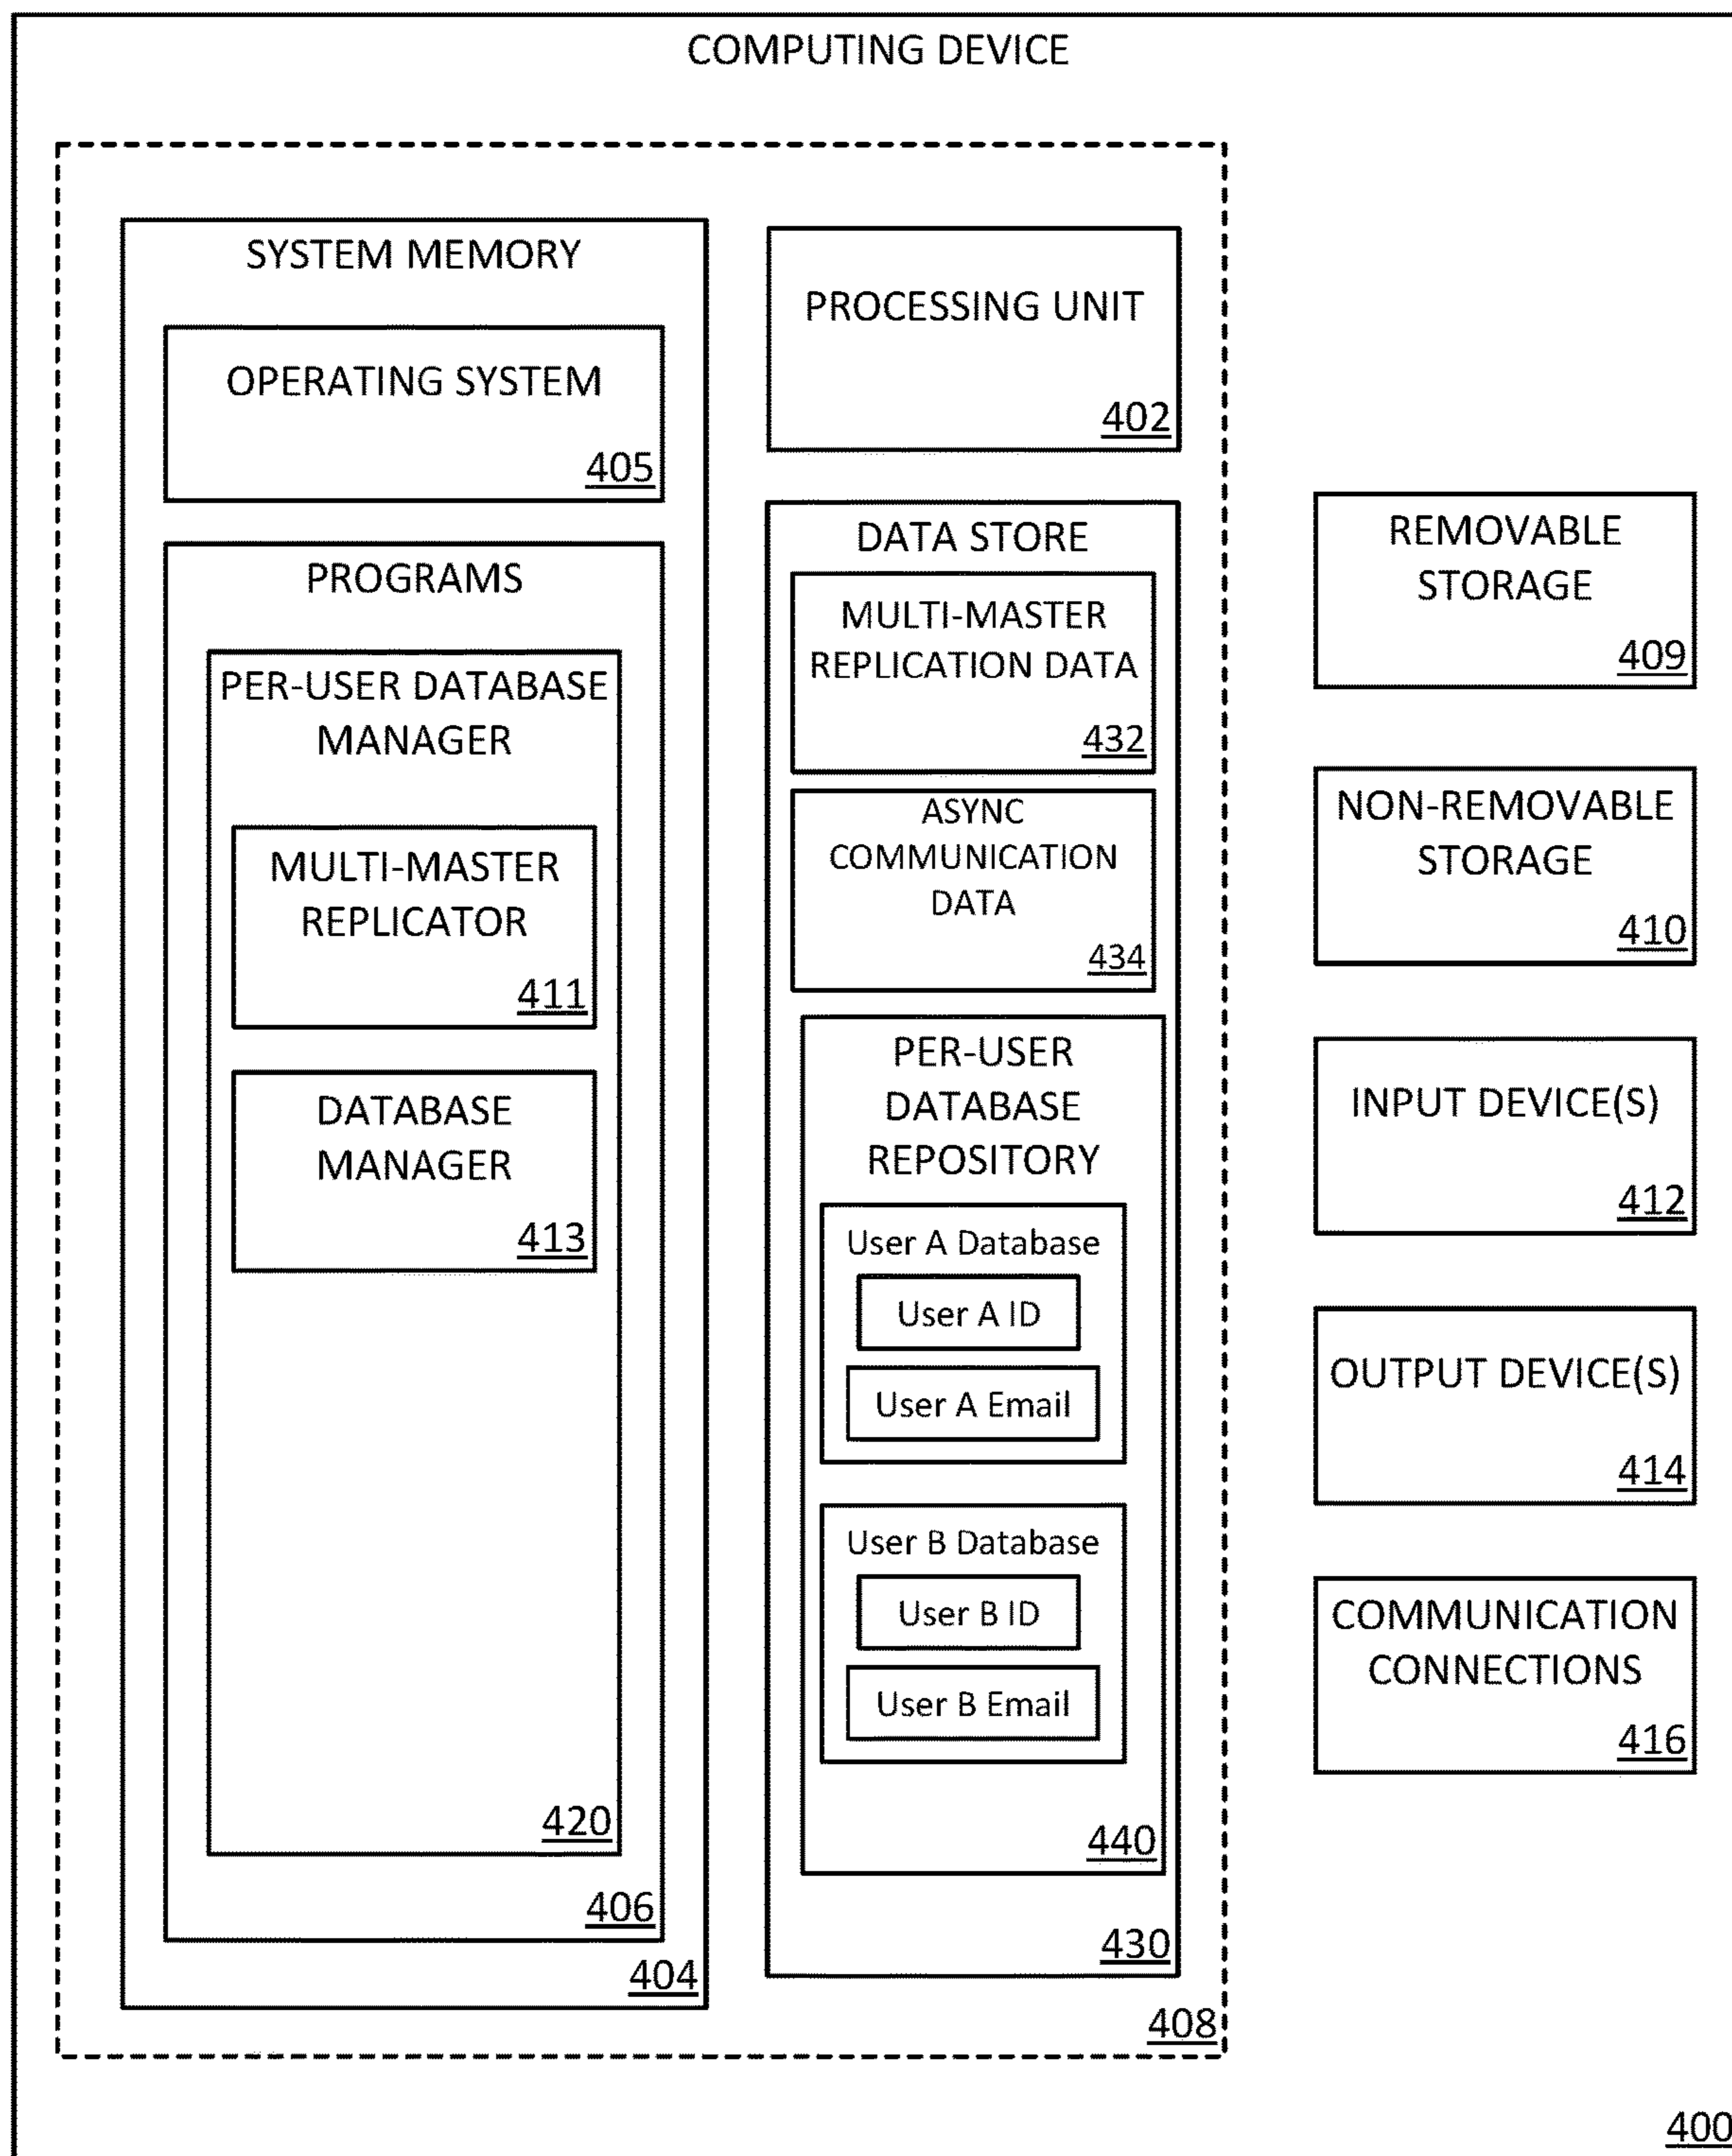 COMPUTING DEVICE
SYSTEM MEMORY
OPERATING SYSTEM
405
PROGRAMS
PER-USER DATABASE
MANAGER
MULTI-MASTER
REPLICATOR
411
DATABASE
MANAGER
413
420
406
404
PROCESSING UNIT
402
DATA STORE
MULTI-MASTER
REPLICATION DATA
432
ASYNC
COMMUNICATION
DATA
434
PER-USER
DATABASE
REPOSITORY
User A Database
User A ID
User A Email
User B Database
User B ID
User B Email
440
430
408
REMOVABLE
STORAGE
409
NON-REMOVABLE
STORAGE
410
INPUT DEVICE(S)
412
OUTPUT DEVICE(S)
414
COMMUNICATION
CONNECTIONS
416
400